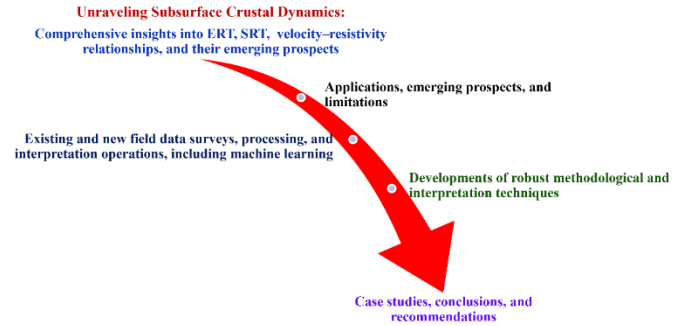 Unraveling Subsurface Crustal Dynamics:
Comprehensive insights into ERT, SRT, velocity–resistivity
relationships, and their emerging prospects
Applications, emerging prospects, and
limitations
Existing and new field data surveys, processing, and
interpretation operations, including machine learning
Developments of robust methodological and
interpretation techniques
Case studies, conclusions, and
recommendations